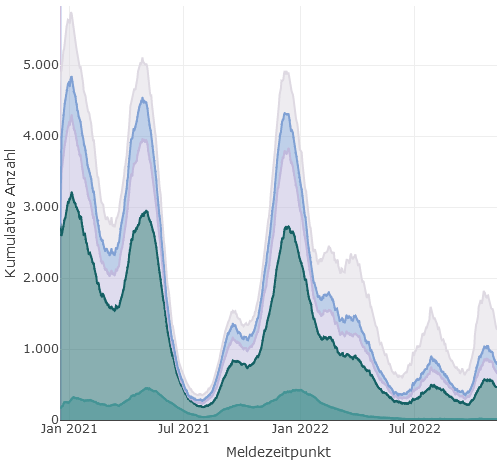 5.000
4.000
3.000
2.000
1.000
0
Kumulative Anzahl
Jan 2021
Jul 2021
Jan 2022
Jul 2022
Meldezeitpunkt